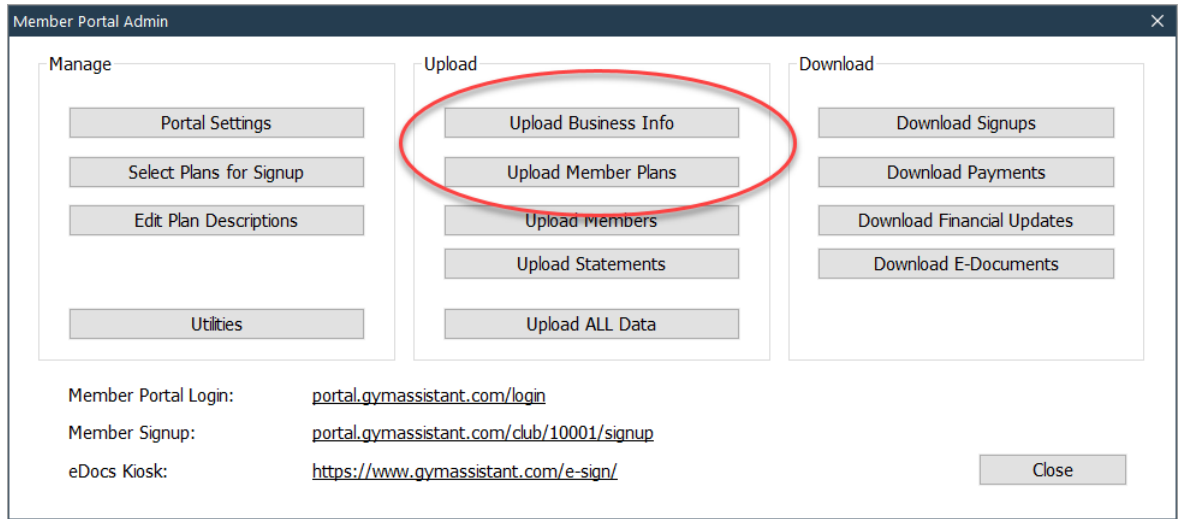 Member Portal Admin
Manage
Portal Settings
Select Plans for Signup
Edit Plan Descriptions
Utilities
Upload
Upload Business Info
Upload Member Plans
Upload Members
Upload Statements
Upload ALL Data
Download
Download Signups
Download Payments
Download Financial Updates
Download E-Documents
Member Portal Login: portal.gymassistant.com/login
Member Signup: portal.gymassistant.com/club/10001/signup
eDocs Kiosk: https://www.gymassistant.com/e-sign/
Close